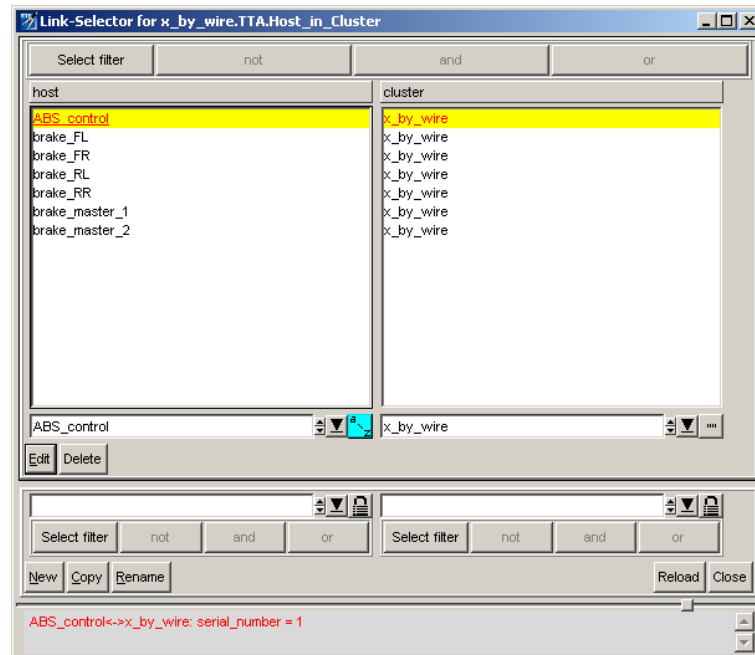 Link-Selector for x_by_wire.TTA.Host_in_Cluster
Select filter not and or
host cluster
ABS_control x_by_wire
brake_FL x_by_wire
brake_FR x_by_wire
brake_RL x_by_wire
brake_RR x_by_wire
brake_master_1 x_by_wire
brake_master_2 x_by_wire
ABS_control a z x_by_wire
Edit Delete
Select filter not and or Select filter not and or
New Copy Rename Reload Close
ABS_control<->x_by_wire: serial_number = 1